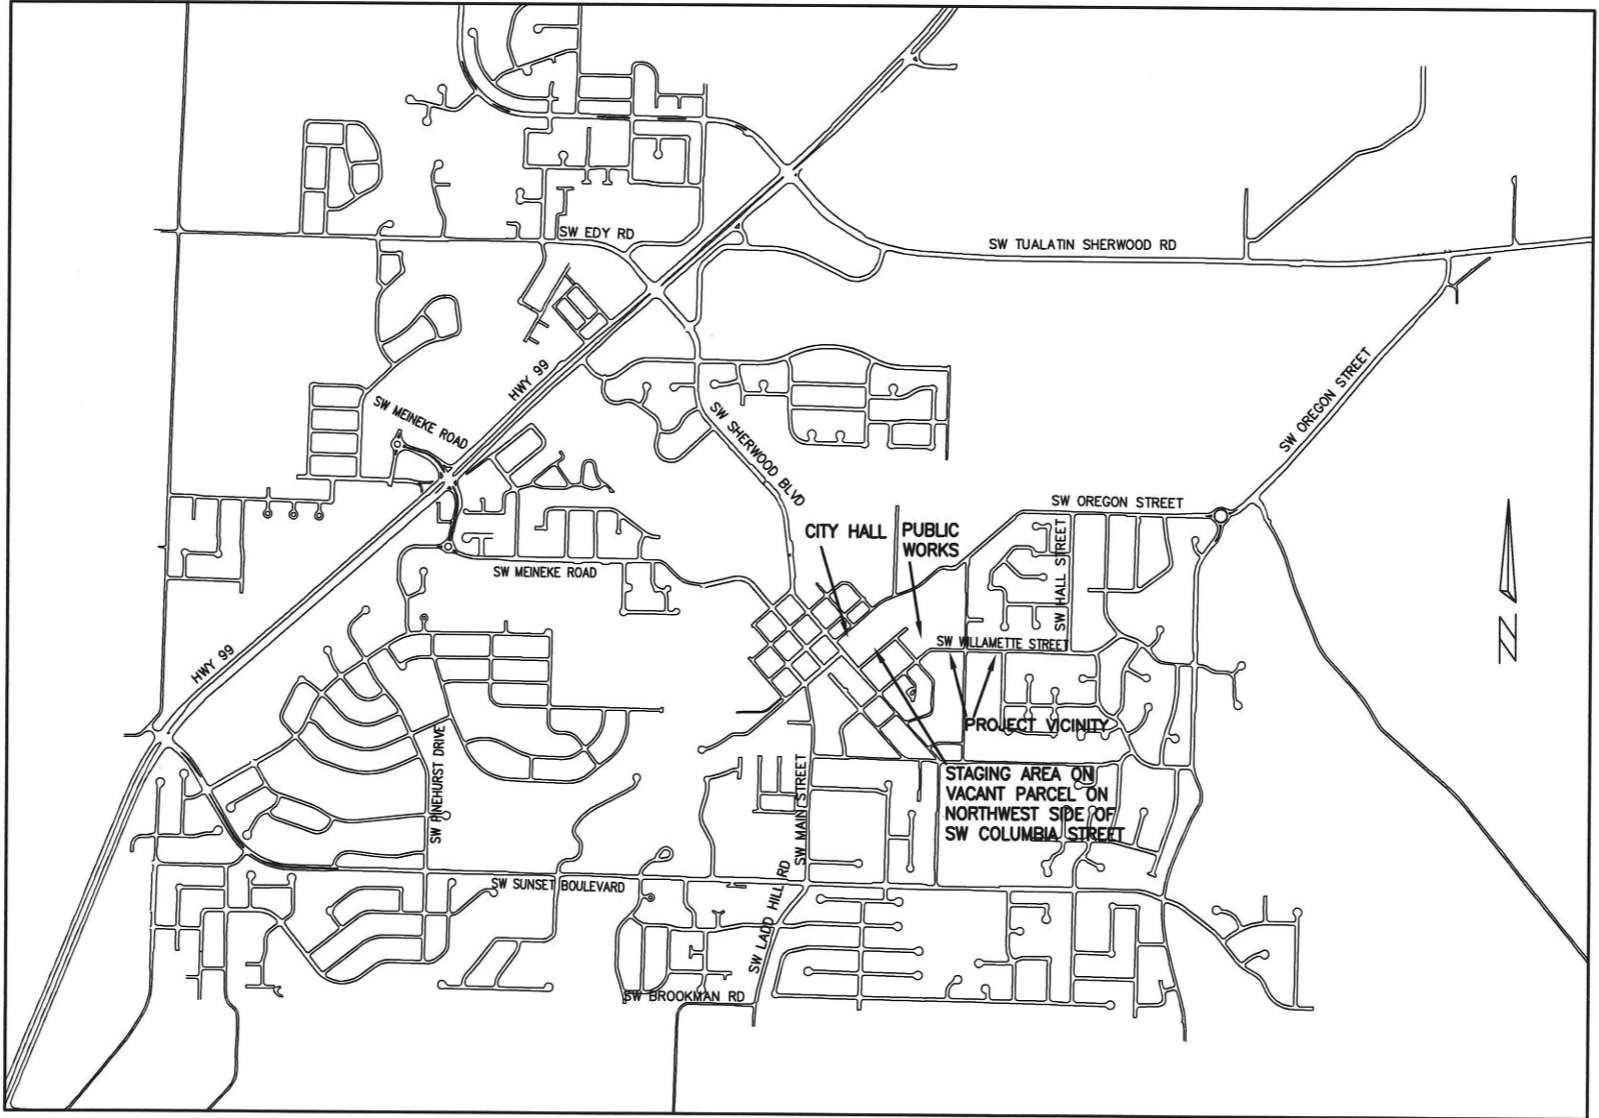 SW EDY RD
SW TUALATIN SHERWOOD RD
HWY 99
SW OREGON STREET
SW MEINEKE ROAD
SW SHERWOOD BLVD
SW OREGON STREET
CITY HALL
PUBLIC
WORKS
SW HALL STREET
SW MEINEKE ROAD
SW WILLAMETTE STREET
HWY 99
N
PROJECT VICINITY
SW PINEHURST DRIVE
SW MAIN STREET
STAGING AREA ON
VACANT PARCEL ON
NORTHWEST SIDE OF
SW COLUMBIA STREET
SW SUNSET BOULEVARD
SW LADD HILL RD
SW BROOKMAN RD